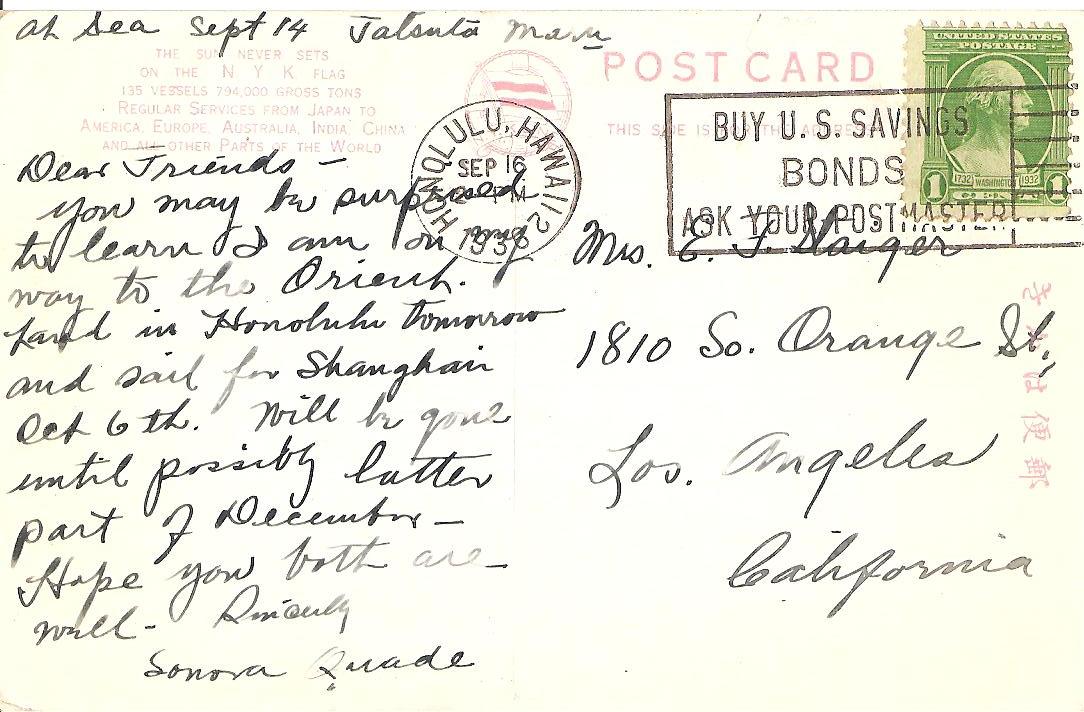 At Sea Sept 14 Tatsuta Maru
THE SUN NEVER SETS
ON THE N Y K FLAG
135 VESSELS 794,000 GROSS TONS
REGULAR SERVICES FROM JAPAN TO
AMERICA, EUROPE, AUSTRALIA, INDIA, CHINA
AND ALL OTHER PARTS OF THE WORLD
POST CARD
THIS SIDE IS
HONOLULU, HAWAII
SEP 16
PM
1936
BUY U.S. SAVINGS
BONDS
ASK YOUR POSTMASTER
UNITED STATES
POSTAGE
1732 WASHINGTON 1932
1 1
Dear Friends –
You may be surprised
to learn I am on my
way to the Orient.
Land in Honolulu tomorrow
and sail for Shanghai
Oct 6th. Will be gone
until possibly latter
part of December –
Hope you both are
well – Sincerely
Sonora Quade
Mrs. E. J.
1810 So. Orange St.,
Los. Angeles
California
郵便は